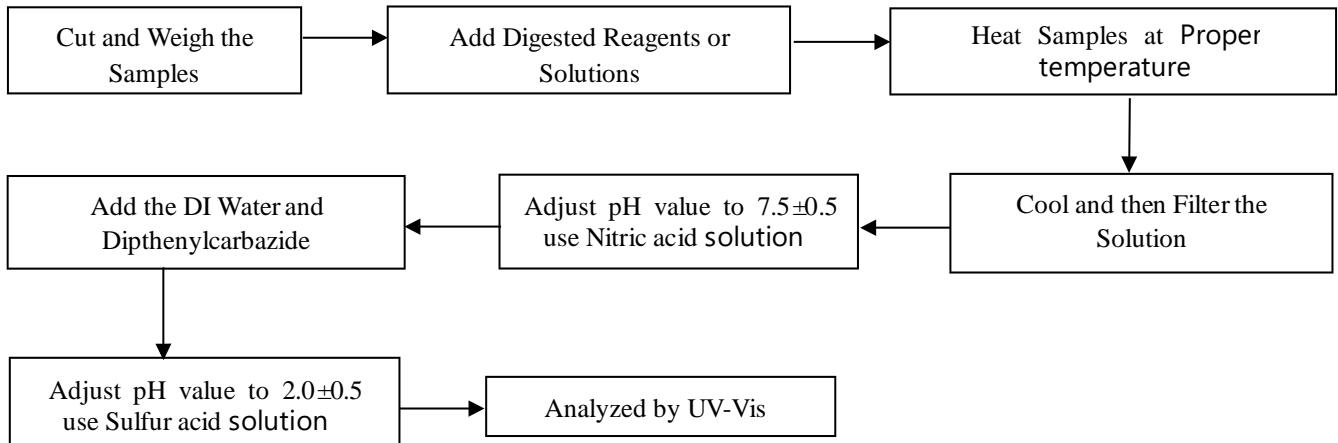 Cut and Weigh the
Samples
Add Digested Reagents or
Solutions
Heat Samples at Proper
temperature
Cool and then Filter the
Solution
Adjust pH value to 7.5±0.5
use Nitric acid solution
Add the DI Water and
Dipthenylcarbazide
Adjust pH value to 2.0±0.5
use Sulfur acid solution
Analyzed by UV-Vis